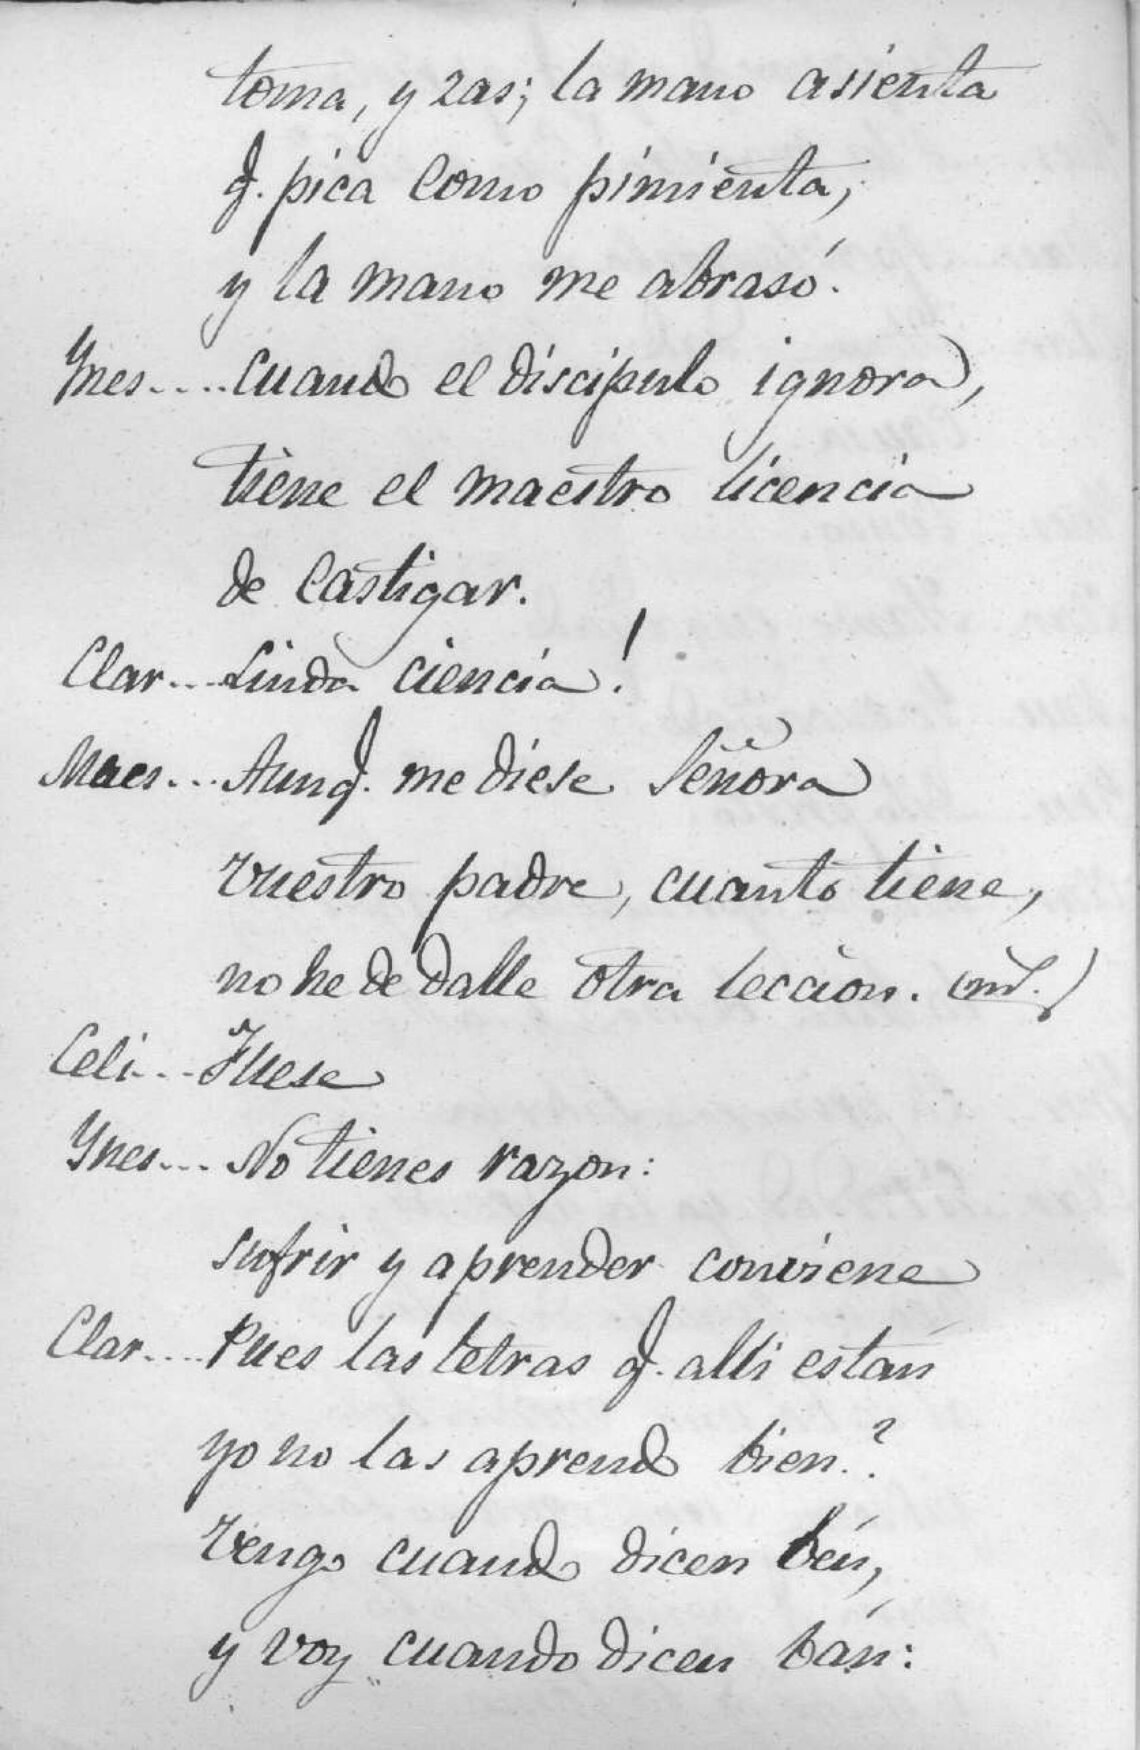 toma, y zas; la mano asienta
q. pica como pimienta,
y la mano me abrasó.
Ynes.... Cuando el discipulo ignora,
tiene el maestro licencia
de Castigar.
Clar... Linda ciencia!
Maes... Aunq. me diese Señora
vuestro padre, cuanto tiene,
no he de dalle otra leccion.
Celi... Fuese
Ynes... No tienes razon:
sufrir y aprender conviene
Clar.... Pues las letras q. alli estan
yo no las aprendo bien?
Vengo cuando dicen bén,
y voy cuando dicen bán: